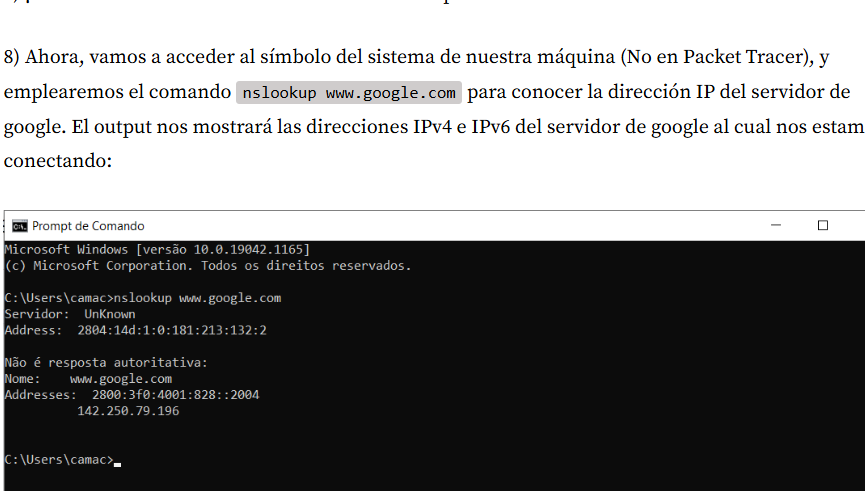 8) Ahora, vamos a acceder al símbolo del sistema de nuestra máquina (No en Packet Tracer), y
emplearemos el comando nslookup www.google.com para conocer la dirección IP del servidor de
google. El output nos mostrará las direcciones IPv4 e IPv6 del servidor de google al cual nos estam
conectando:
Prompt de Comando
Microsoft Windows [versão 10.0.19042.1165]
(c) Microsoft Corporation. Todos os direitos reservados.
C:\Users\camac>nslookup www.google.com
Servidor:  UnKnown
Address:  2804:14d:1:0:181:213:132:2
Não é resposta autoritativa:
Nome:    www.google.com
Addresses:  2800:3f0:4001:828::2004
142.250.79.196
C:\Users\camac>